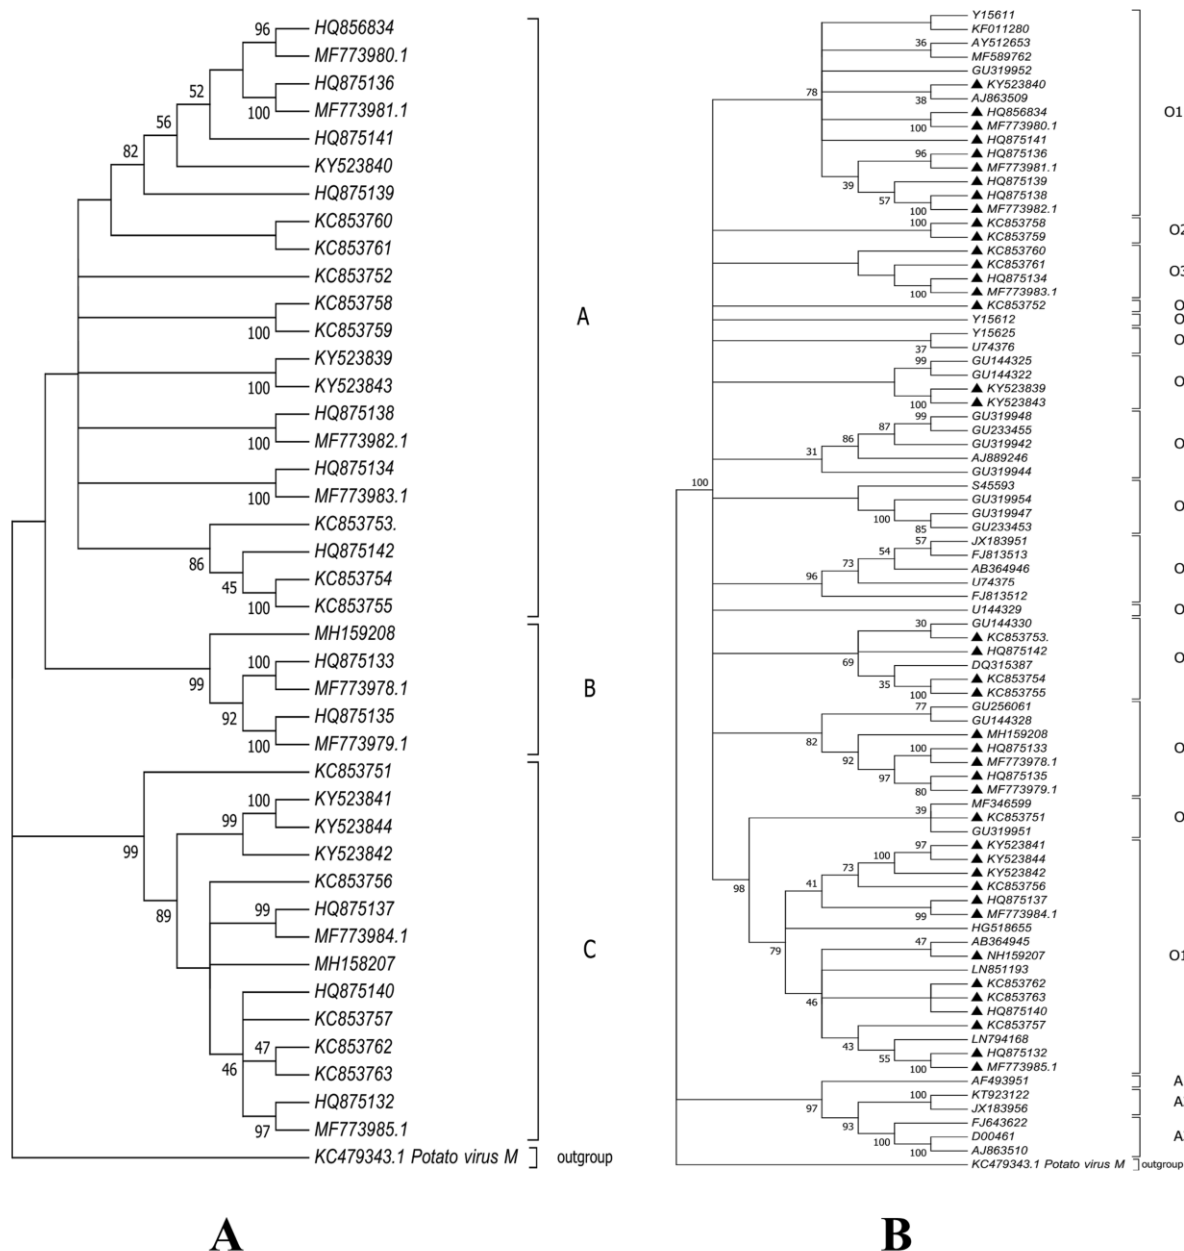 96
HQ856834
MF773980.1
HQ875136
52
100
MF773981.1
56
HQ875141
82
KY523840
HQ875139
KC853760
KC853761
KC853752
KC853758
100
KC853759
KY523839
100
KY523843
HQ875138
100
MF773982.1
HQ875134
100
MF773983.1
KC853753.
86
HQ875142
45
KC853754
100
KC853755
A
MH159208
100
HQ875133
99
MF773978.1
92
HQ875135
100
MF773979.1
B
KC853751
100
KY523841
99
KY523844
99
KY523842
KC853756
89
99
HQ875137
MF773984.1
MH158207
HQ875140
KC853757
47
KC853762
46
KC853763
HQ875132
97
MF773985.1
C
KC479343.1 Potato virus M
outgroup
A
Y15611
KF011280
36
AY512653
MF589762
GU319952
78
KY523840
38
AJ863509
HQ856834
100
MF773980.1
HQ875141
96
HQ875136
MF773981.1
39
HQ875139
57
HQ875138
100
MF773982.1
O1
100
KC853758
KC853759
O2
KC853760
KC853761
HQ875134
100
MF773983.1
O3
KC853752
O
Y15612
O
Y15625
37
U74376
O
99
GU144325
GU144322
KY523839
100
KY523843
O
99
GU319948
87
GU233455
86
GU319942
31
AJ889246
GU319944
O
100
S45593
GU319954
100
GU319947
85
GU233453
O
57
JX183951
54
FJ813513
73
AB364946
96
U74375
FJ813512
O
U144329
O
GU144330
30
KC853753.
69
HQ875142
DQ315387
35
KC853754
100
KC853755
O
77
GU256061
GU144328
82
MH159208
92
100
HQ875133
MF773978.1
97
HQ875135
80
MF773979.1
O
MF346599
39
KC853751
GU319951
O
98
97
KY523841
100
KY523844
73
KY523842
41
KC853756
HQ875137
99
MF773984.1
79
HG518655
47
AB364945
NH159207
LN851193
46
KC853762
KC853763
HQ875140
KC853757
43
LN794168
55
HQ875132
100
MF773985.1
O1
AF493951
A
97
100
KT923122
JX183956
A
93
FJ643622
100
D00461
100
AJ863510
A
KC479343.1 Potato virus M
outgroup
B